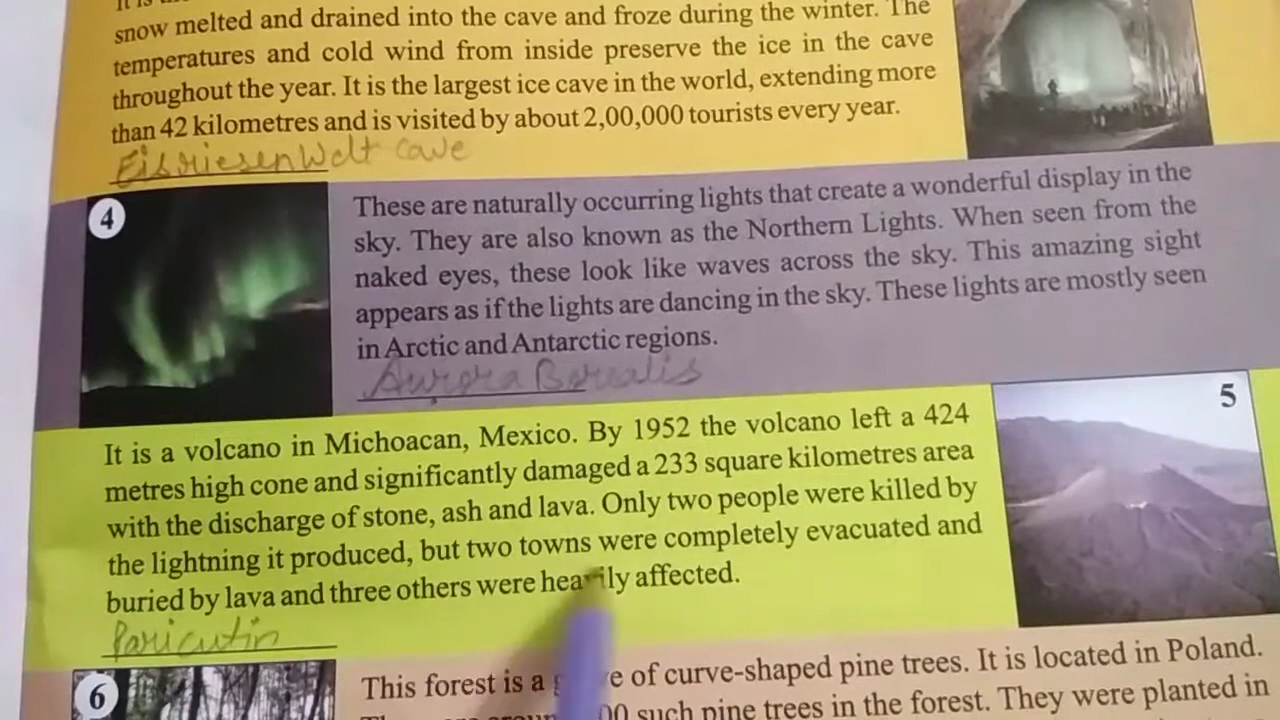 It is
snow melted and drained into the cave and froze during the winter. The
temperatures and cold wind from inside preserve the ice in the cave
throughout the year. It is the largest ice cave in the world, extending more
than 42 kilometres and is visited by about 2,00,000 tourists every year.
EisriesenWelt cave
4
These are naturally occurring lights that create a wonderful display in the
sky. They are also known as the Northern Lights. When seen from the
naked eyes, these look like waves across the sky. This amazing sight
appears as if the lights are dancing in the sky. These lights are mostly seen
in Arctic and Antarctic regions.
Aurora Borealis
5
It is a volcano in Michoacan, Mexico. By 1952 the volcano left a 424
metres high cone and significantly damaged a 233 square kilometres area
with the discharge of stone, ash and lava. Only two people were killed by
the lightning it produced, but two towns were completely evacuated and
buried by lava and three others were heavily affected.
Paricutin
6
This forest is a of curve-shaped pine trees. It is located in Poland.
such pine trees in the forest. They were planted in